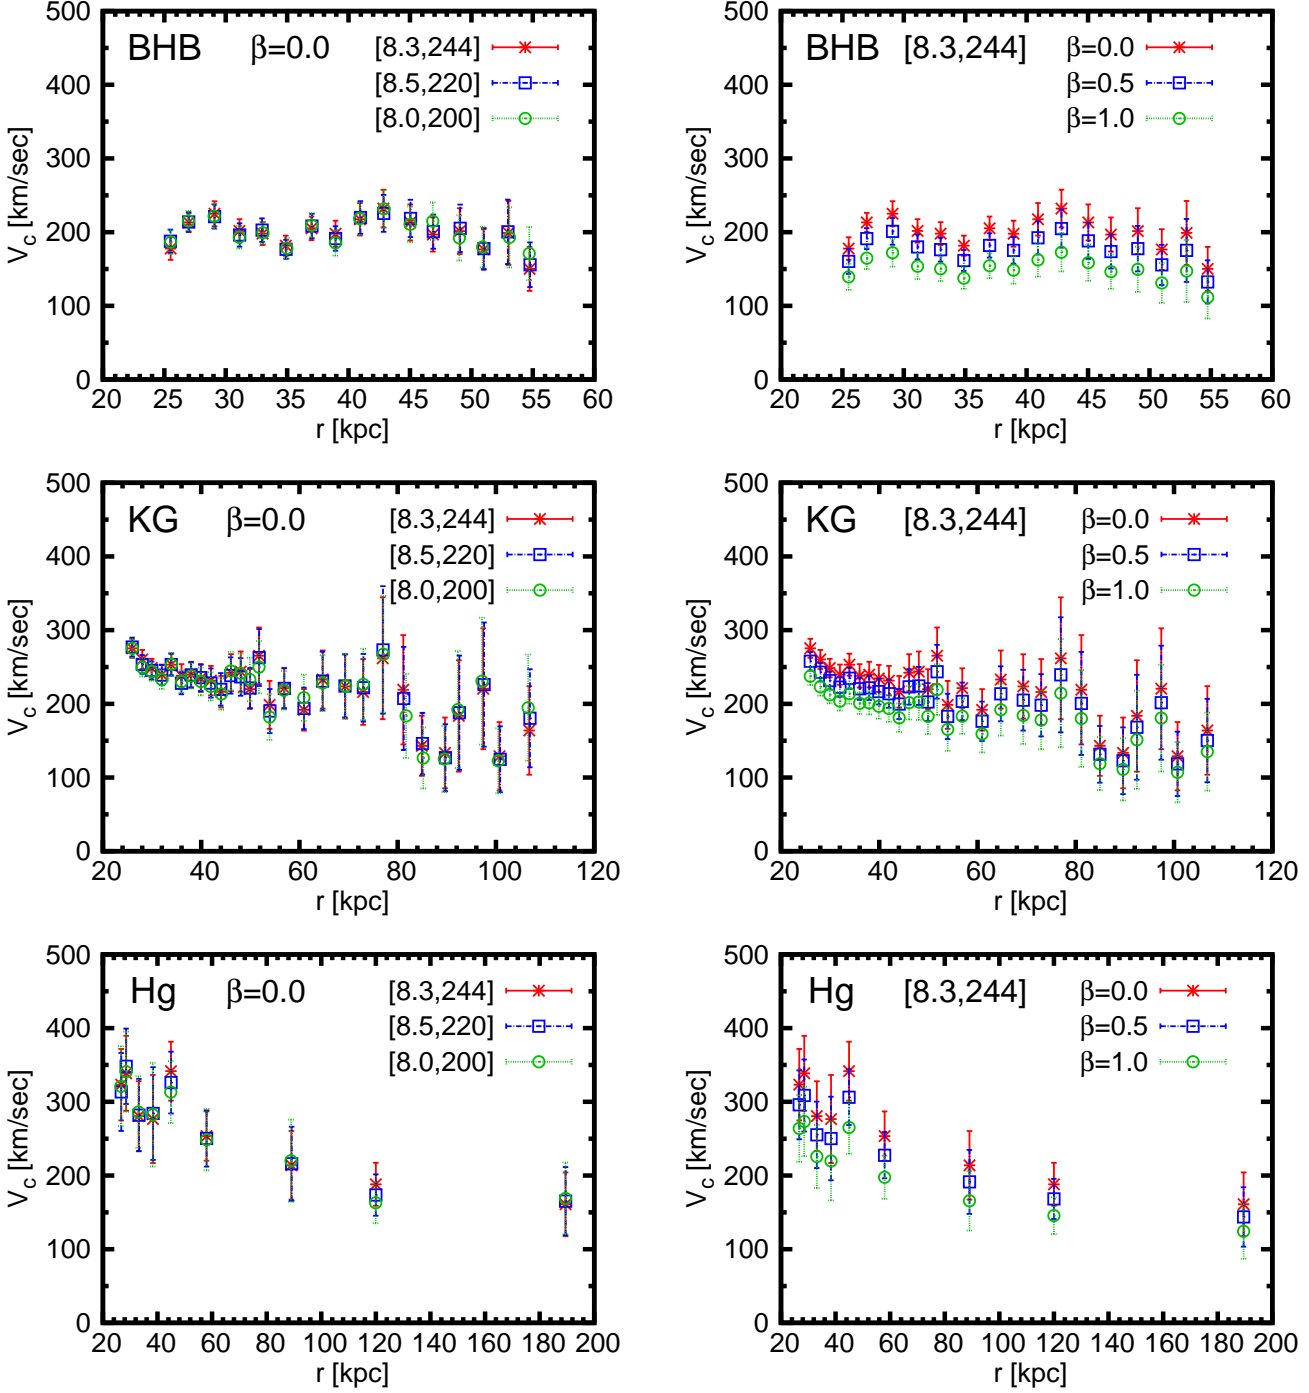 BHB β=0.0 [8.3,244]
[8.5,220]
[8.0,200]
500
400
300
200
100
0
V_c [km/sec]
20 25 30 35 40 45 50 55 60
r [kpc]
BHB [8.3,244] β=0.0
β=0.5
β=1.0
500
400
300
200
100
0
V_c [km/sec]
20 25 30 35 40 45 50 55 60
r [kpc]
KG β=0.0 [8.3,244]
[8.5,220]
[8.0,200]
500
400
300
200
100
0
V_c [km/sec]
20 40 60 80 100 120
r [kpc]
KG [8.3,244] β=0.0
β=0.5
β=1.0
500
400
300
200
100
0
V_c [km/sec]
20 40 60 80 100 120
r [kpc]
Hg β=0.0 [8.3,244]
[8.5,220]
[8.0,200]
500
400
300
200
100
0
V_c [km/sec]
20 40 60 80 100 120 140 160 180 200
r [kpc]
Hg [8.3,244] β=0.0
β=0.5
β=1.0
500
400
300
200
100
0
V_c [km/sec]
20 40 60 80 100 120 140 160 180 200
r [kpc]